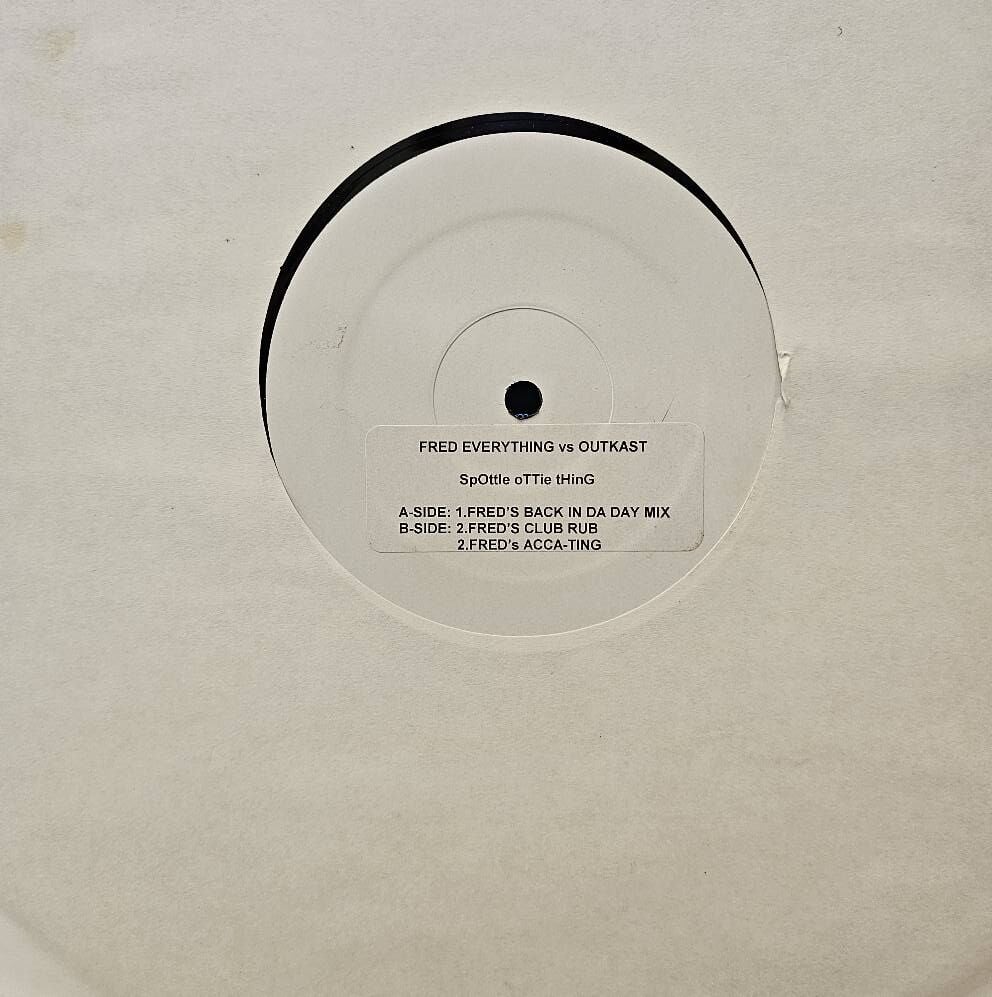 FRED EVERYTHING vs OUTKAST
SpOttle oTTie tHinG
A-SIDE: 1.FRED'S BACK IN DA DAY MIX
B-SIDE: 2.FRED'S CLUB RUB
2.FRED's ACCA-TING